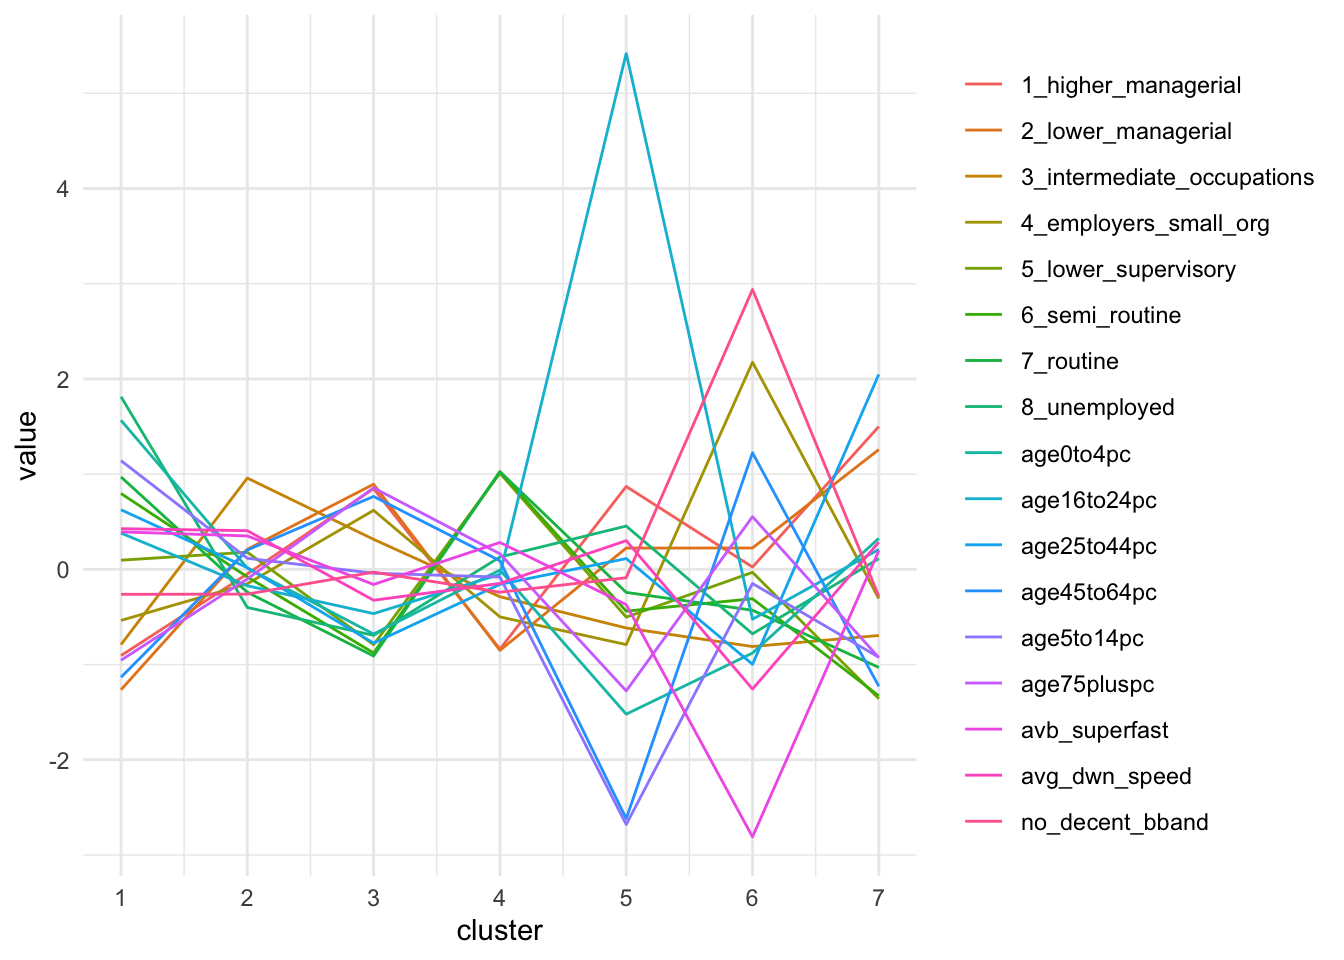 4
2
0
-2
value
1 2 3 4 5 6 7
cluster
1_higher_managerial
2_lower_managerial
3_intermediate_occupations
4_employers_small_org
5_lower_supervisory
6_semi_routine
7_routine
8_unemployed
age0to4pc
age16to24pc
age25to44pc
age45to64pc
age5to14pc
age75pluspc
avb_superfast
avg_dwn_speed
no_decent_bband